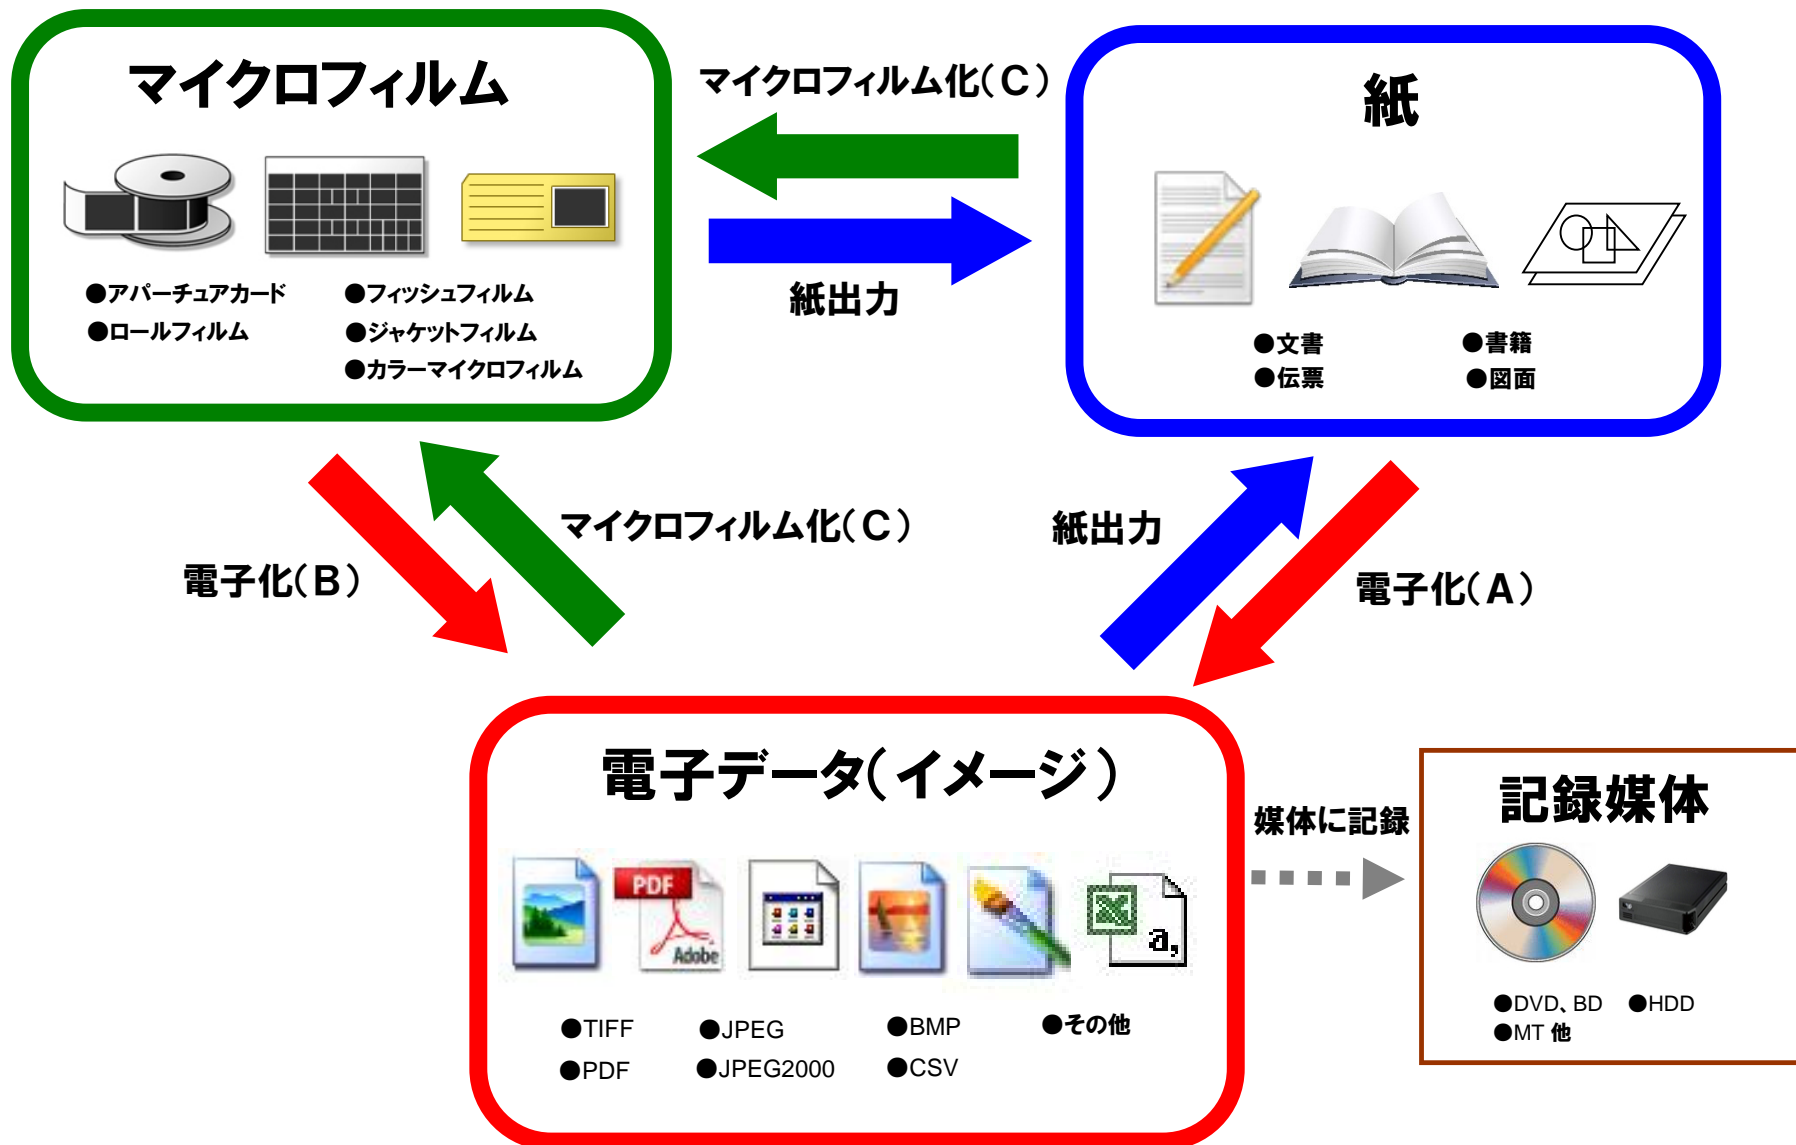 マイクロフィルム
●アパーチュアカード
●ロールフィルム
●フィッシュフィルム
●ジャケットフィルム
●カラーマイクロフィルム
マイクロフィルム化(C)
紙出力
紙
●文書
●伝票
●書籍
●図面
電子化(B)
マイクロフィルム化(C)
紙出力
電子化(A)
電子データ(イメージ)
PDF
Adobe
a,
●TIFF
●JPEG
●BMP
●その他
●PDF
●JPEG2000
●CSV
媒体に記録
記録媒体
●DVD、BD
●HDD
●MT 他